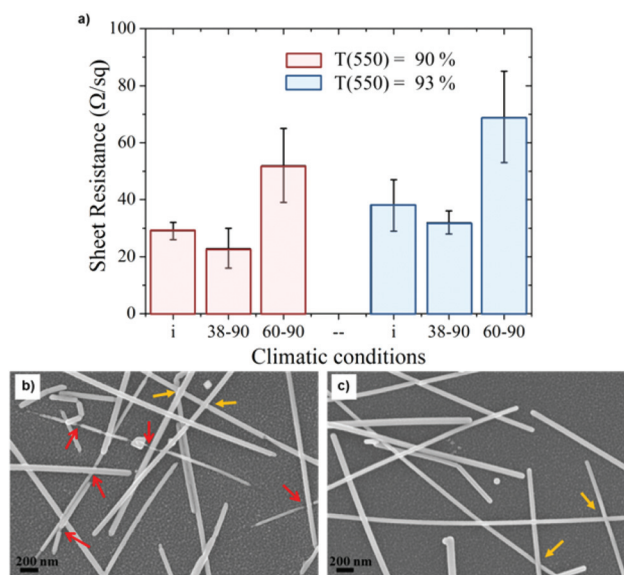 a)
100
80
60
40
20
0
Sheet Resistance (Ω/sq)
T(550) = 90 %
T(550) = 93 %
i 38-90 60-90 -- i 38-90 60-90
Climatic conditions
b)
200 nm
c)
200 nm